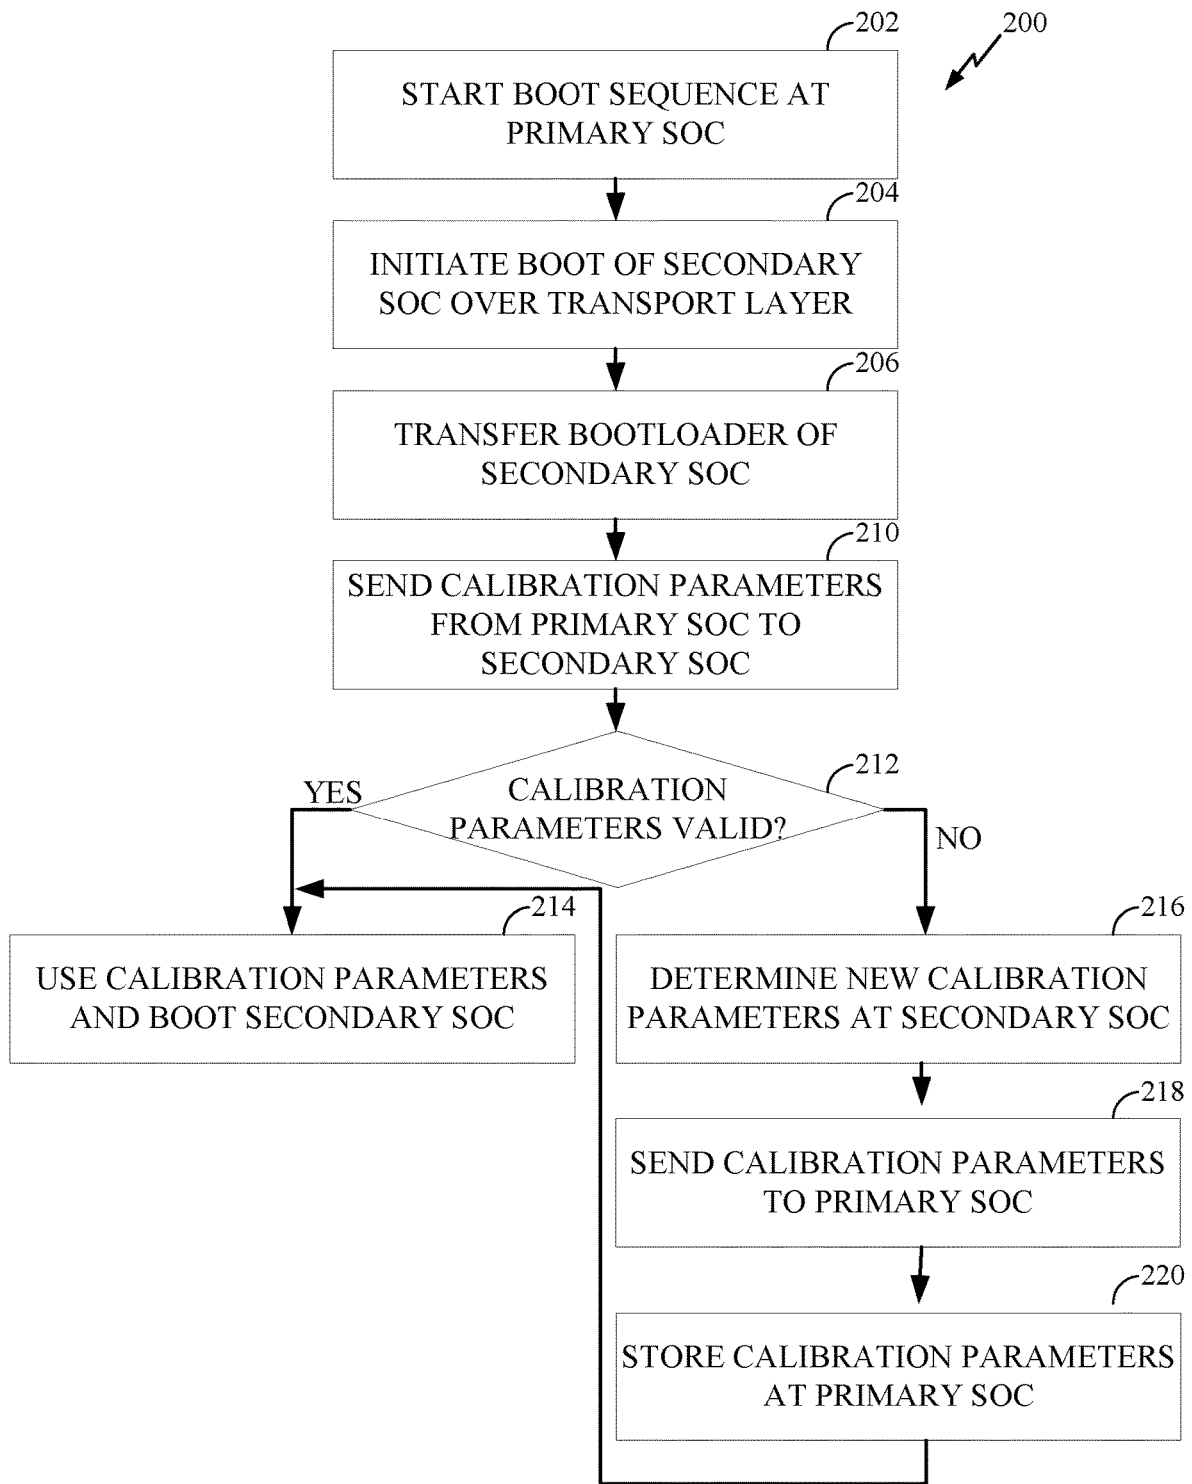 202
200
START BOOT SEQUENCE AT
PRIMARY SOC
204
INITIATE BOOT OF SECONDARY
SOC OVER TRANSPORT LAYER
206
TRANSFER BOOTLOADER OF
SECONDARY SOC
210
SEND CALIBRATION PARAMETERS
FROM PRIMARY SOC TO
SECONDARY SOC
212
YES
CALIBRATION
PARAMETERS VALID?
NO
214
USE CALIBRATION PARAMETERS
AND BOOT SECONDARY SOC
216
DETERMINE NEW CALIBRATION
PARAMETERS AT SECONDARY SOC
218
SEND CALIBRATION PARAMETERS
TO PRIMARY SOC
220
STORE CALIBRATION PARAMETERS
AT PRIMARY SOC